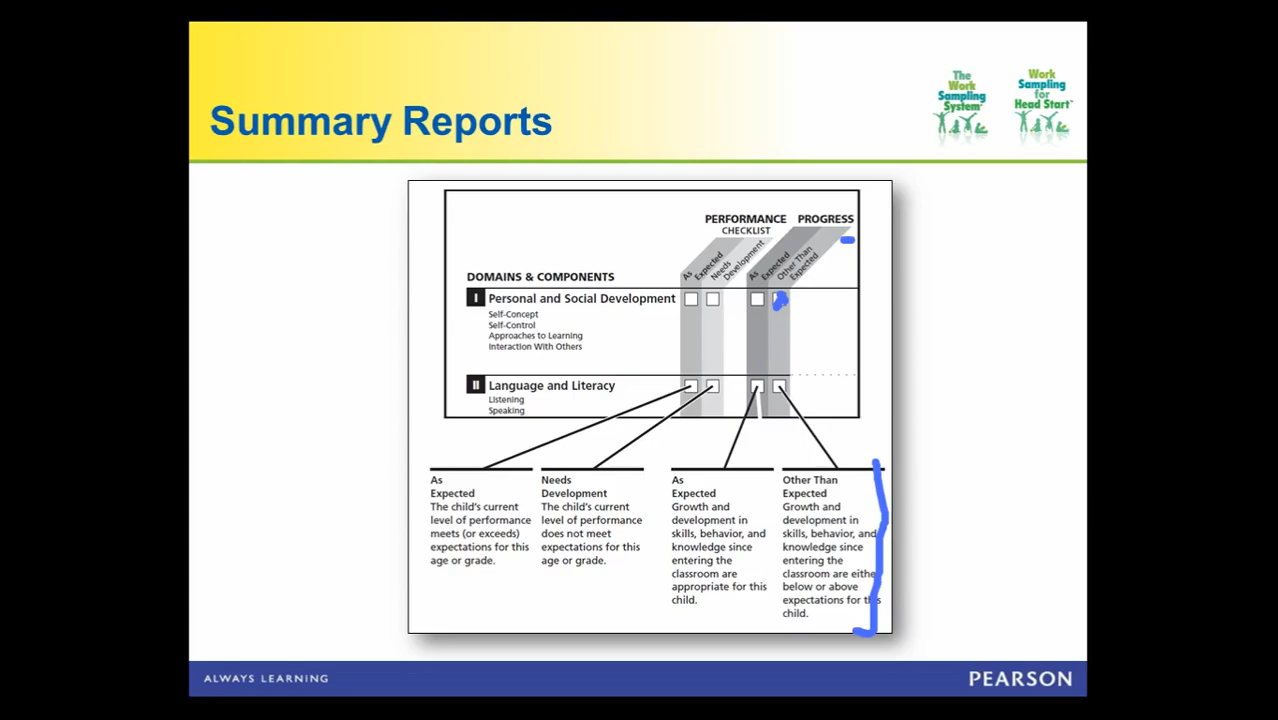 Summary Reports
The
Work
Sampling
System™
Work
Sampling
for
Head Start™
PERFORMANCE PROGRESS
CHECKLIST
As
Expected
Needs
Development
As
Expected
Other Than
Expected
DOMAINS & COMPONENTS
I Personal and Social Development
Self-Concept
Self-Control
Approaches to Learning
Interaction With Others
II Language and Literacy
Listening
Speaking
As
Expected
The child's current
level of performance
meets (or exceeds)
expectations for this
age or grade.
Needs
Development
The child's current
level of performance
does not meet
expectations for this
age or grade.
As
Expected
Growth and
development in
skills, behavior, and
knowledge since
entering the
classroom are
appropriate for this
child.
Other Than
Expected
Growth and
development in
skills, behavior, and
knowledge since
entering the
classroom are either
below or above
expectations for this
child.
ALWAYS LEARNING
PEARSON